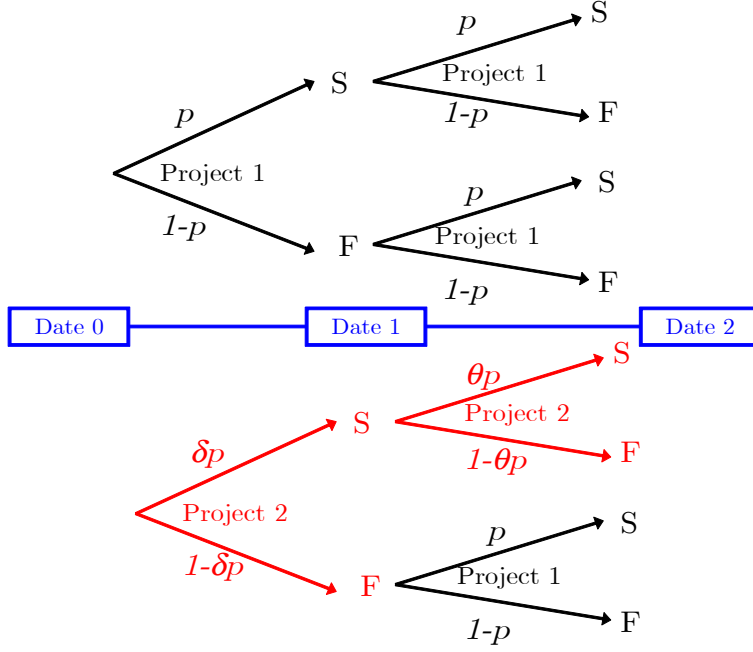 S
p
Project 1
S
1-p
F
p
Project 1
1-p
S
p
F
Project 1
1-p
F
Date 0
Date 1
Date 2
S
θp
Project 2
S
1-θp
F
δp
Project 2
1-δp
S
p
F
Project 1
1-p
F